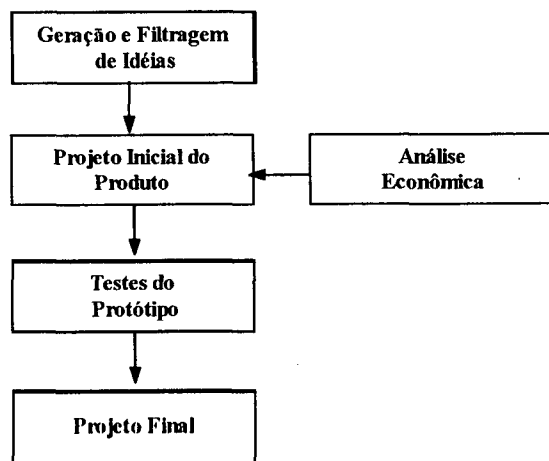 Geração e Filtragem
de Idéias
Projeto Inicial do
Produto
Análise
Econômica
Testes do
Protótipo
Projeto Final